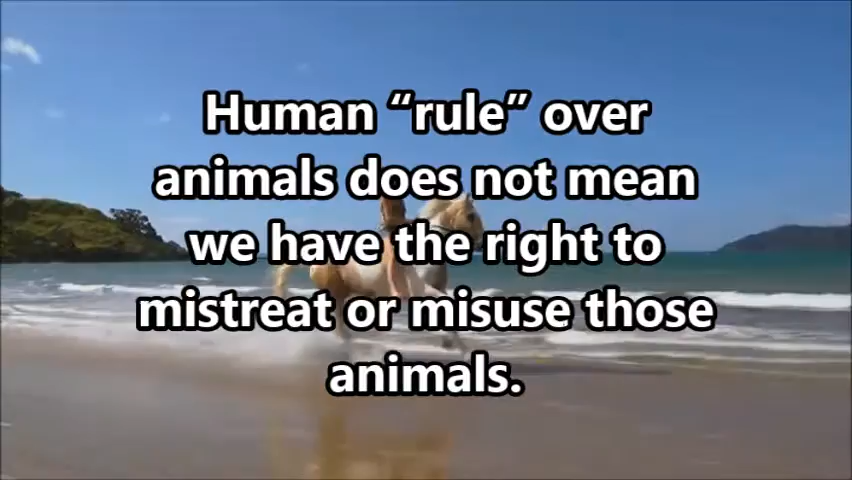 Human “rule” over
animals does not mean
we have the right to
mistreat or misuse those
animals.